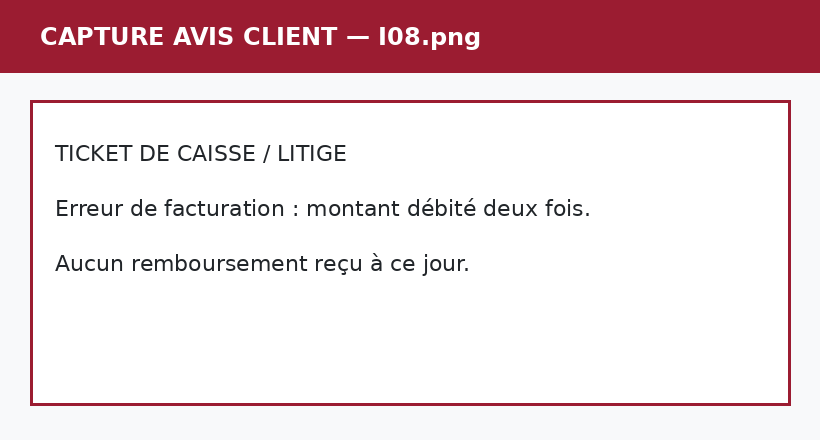 CAPTURE AVIS CLIENT — I08.png
TICKET DE CAISSE / LITIGE
Erreur de facturation : montant débité deux fois.
Aucun remboursement reçu à ce jour.